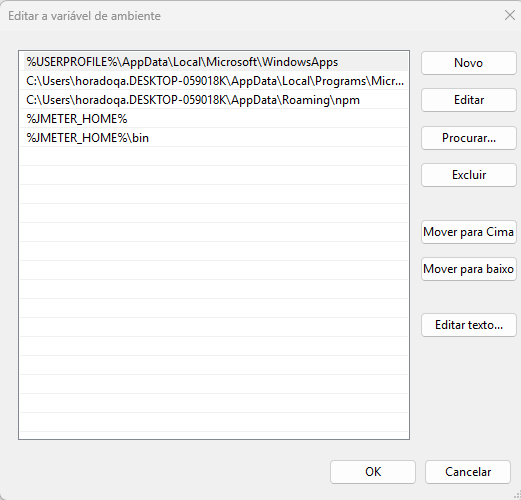 Editar a variável de ambiente
%USERPROFILE%\AppData\Local\Microsoft\WindowsApps
C:\Users\horadoqa.DESKTOP-059018K\AppData\Local\Programs\Micr...
C:\Users\horadoqa.DESKTOP-059018K\AppData\Roaming\npm
%JMETER_HOME%
%JMETER_HOME%\bin
Novo
Editar
Procurar...
Excluir
Mover para Cima
Mover para baixo
Editar texto...
OK
Cancelar